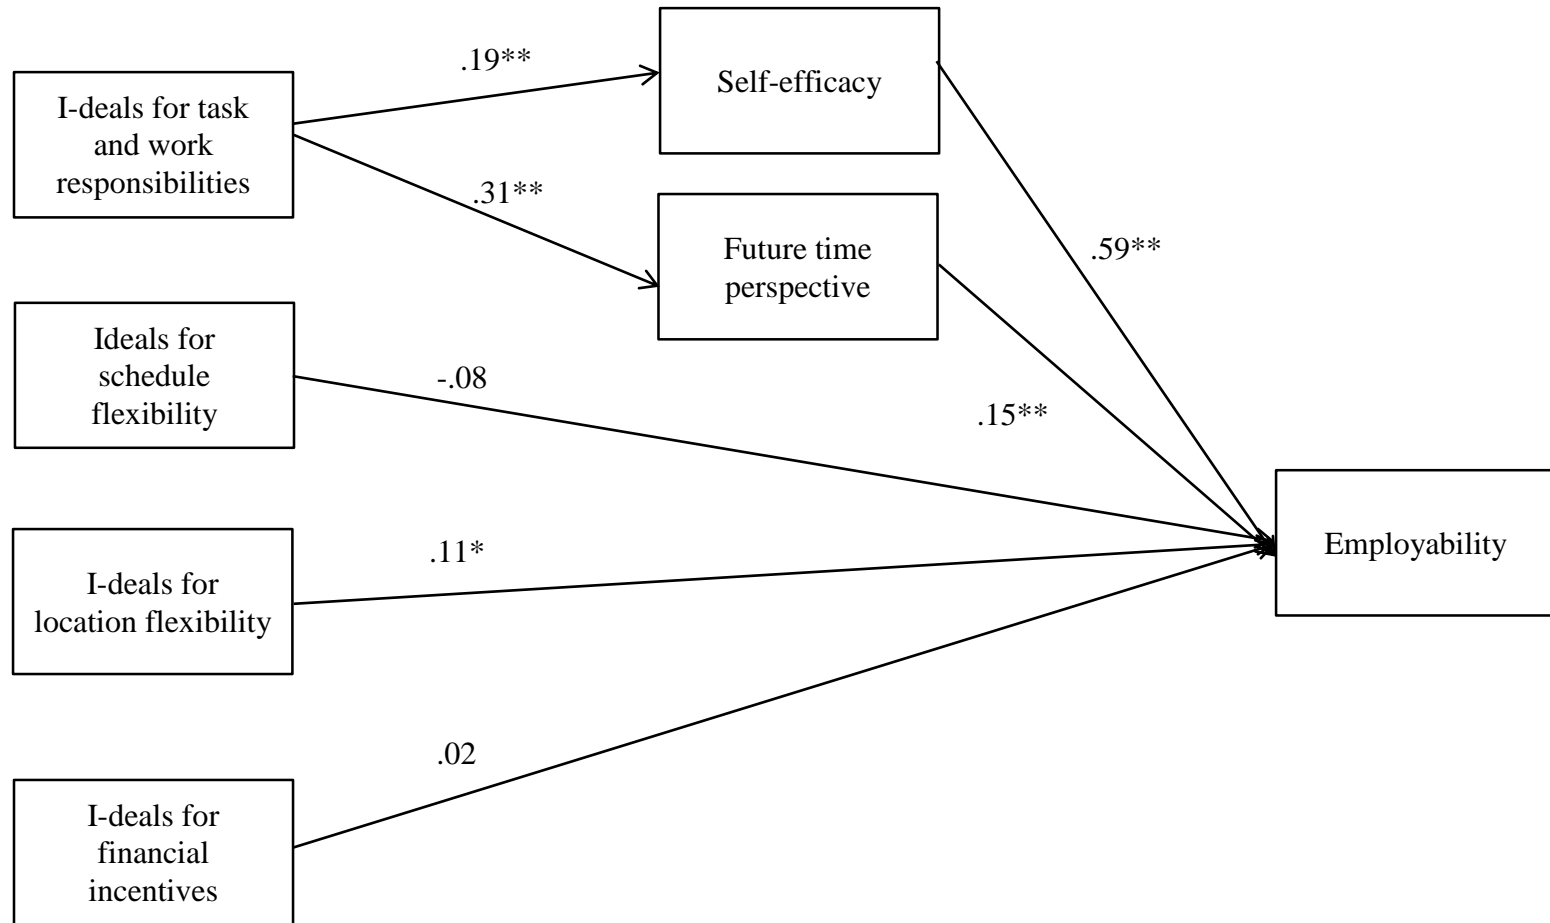 .19**
Self-efficacy
I-deals for task
and work
responsibilities
.31**
Future time
perspective
.59**
Ideals for
schedule
flexibility
-.08
.15**
Employability
I-deals for
location flexibility
.11*
.02
I-deals for
financial
incentives